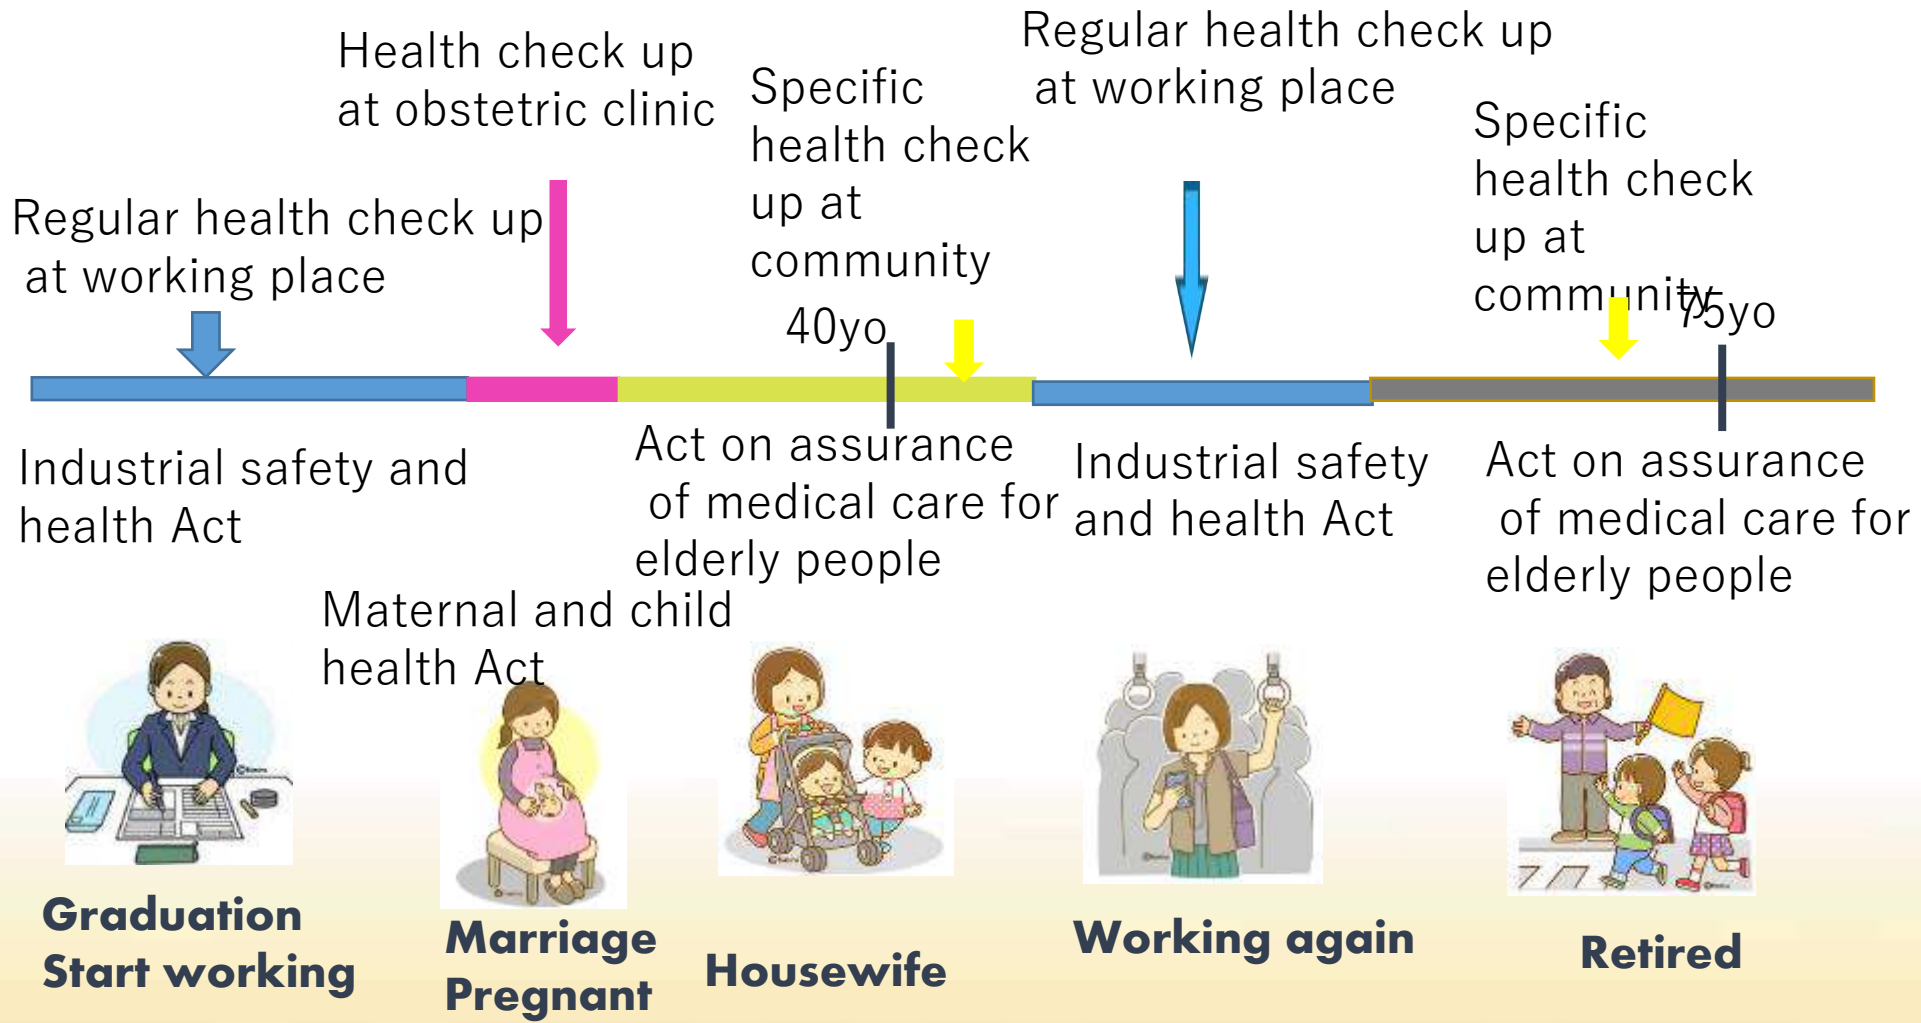 Health check up
at obstetric clinic
Regular health check up
at working place
Specific
health check
up at
community
Regular health check up
at working place
Specific
health check
up at
community
40yo
75yo
Industrial safety and
health Act
Maternal and child
health Act
Act on assurance
of medical care for
elderly people
Industrial safety
and health Act
Act on assurance
of medical care for
elderly people
Graduation
Start working
Marriage
Pregnant
Housewife
Working again
Retired